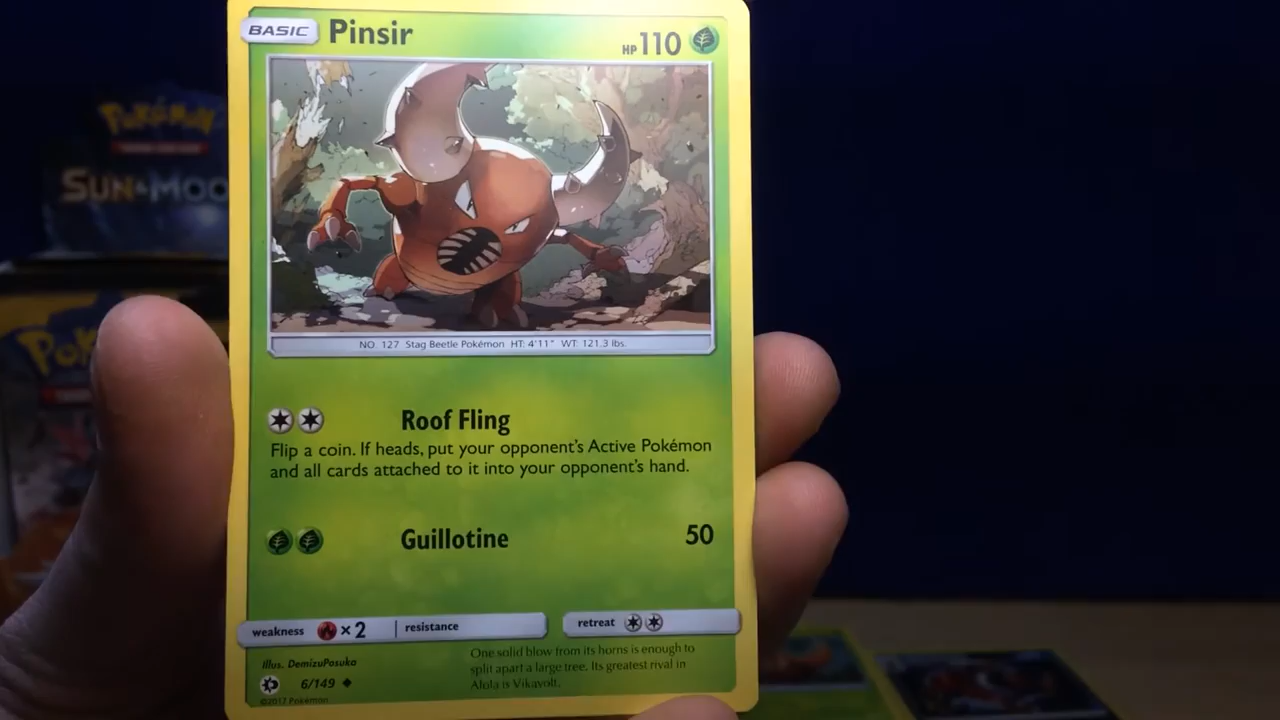 BASIC Pinsir HP 110
NO. 127 Stag Beetle Pokémon HT: 4'11" WT: 121.3 lbs.
Roof Fling
Flip a coin. If heads, put your opponent's Active Pokémon
and all cards attached to it into your opponent's hand.
Guillotine 50
weakness ×2 resistance retreat
Illus. DemizuPosuka
6/149
©2017 Pokémon
One solid blow from its horns is enough to
split apart a large tree. Its greatest rival in
Alola is Vikavolt.
Pokémon
SUN & MOO
Pok